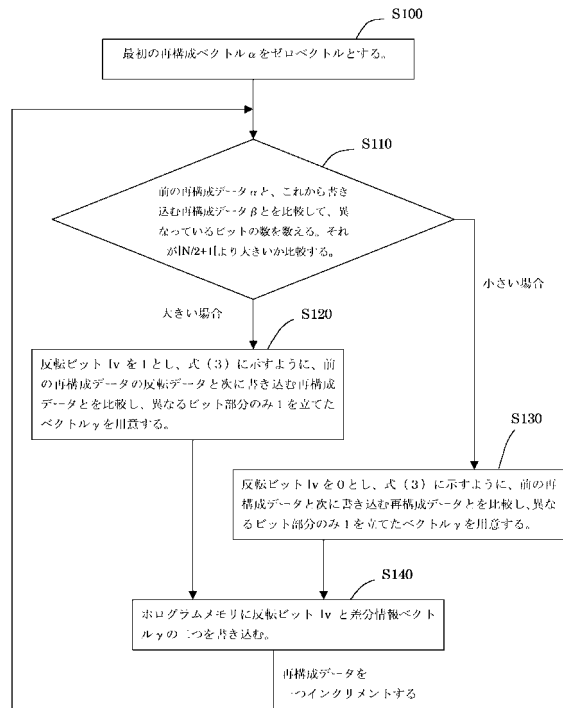 S100
最初の再構成ベクトルαをゼロベクトルとする。
S110
前の再構成データαと、これから書き
込む再構成データβとを比較して、異
なっているビットの数を数える。それ
が[N/2+1[より大きいか比較する。
小さい場合
大きい場合
S120
反転ビット Iv を 1 とし、式（3）に示すように、前
の再構成データの反転データと次に書き込む再構成
データとを比較し、異なるビット部分のみ 1 を立てた
ベクトルγを用意する。
S130
反転ビット Iv を 0 とし、式（3）に示すように、前の再
構成データと次に書き込む再構成データとを比較し、異な
るビット部分のみ 1 を立てたベクトルγを用意する。
S140
ホログラムメモリに反転ビット Iv と差分情報ベクト
ルγの二つを書き込む。
再構成データを
一つインクリメントする